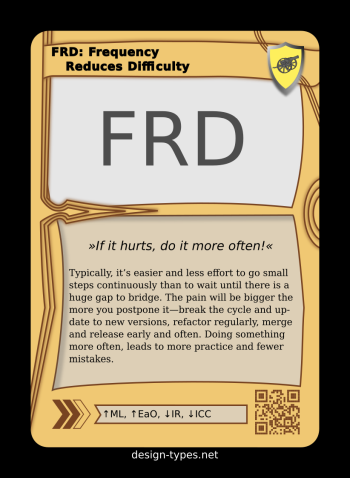 FRD: Frequency
Reduces Difficulty
FRD
»If it hurts, do it more often!«
Typically, it's easier and less effort to go small
steps continuously than to wait until there is a
huge gap to bridge. The pain will be bigger the
more you postpone it—break the cycle and up-
date to new versions, refactor regularly, merge
and release early and often. Doing something
more often, leads to more practice and fewer
mistakes.
↑ML, ↑EaO, ↓IR, ↓ICC
design-types.net